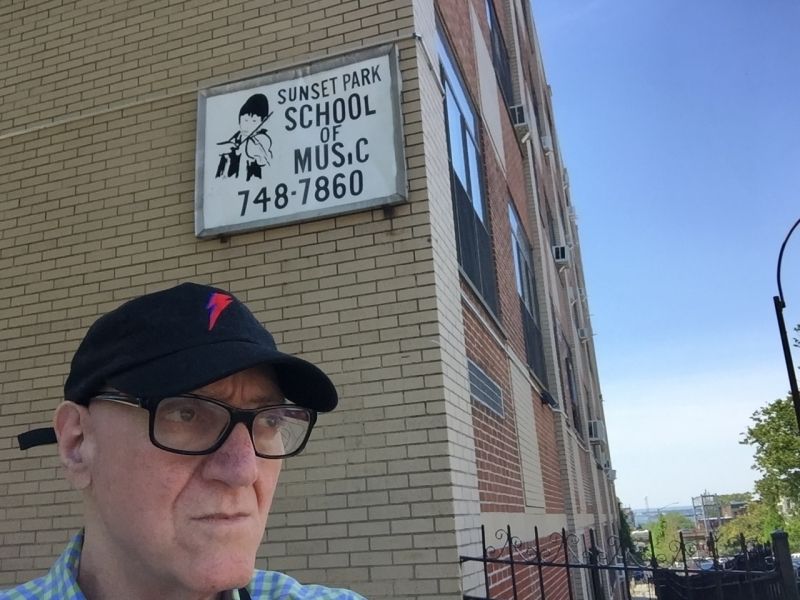 SUNSET PARK
SCHOOL
OF
MUSIC
748-7860